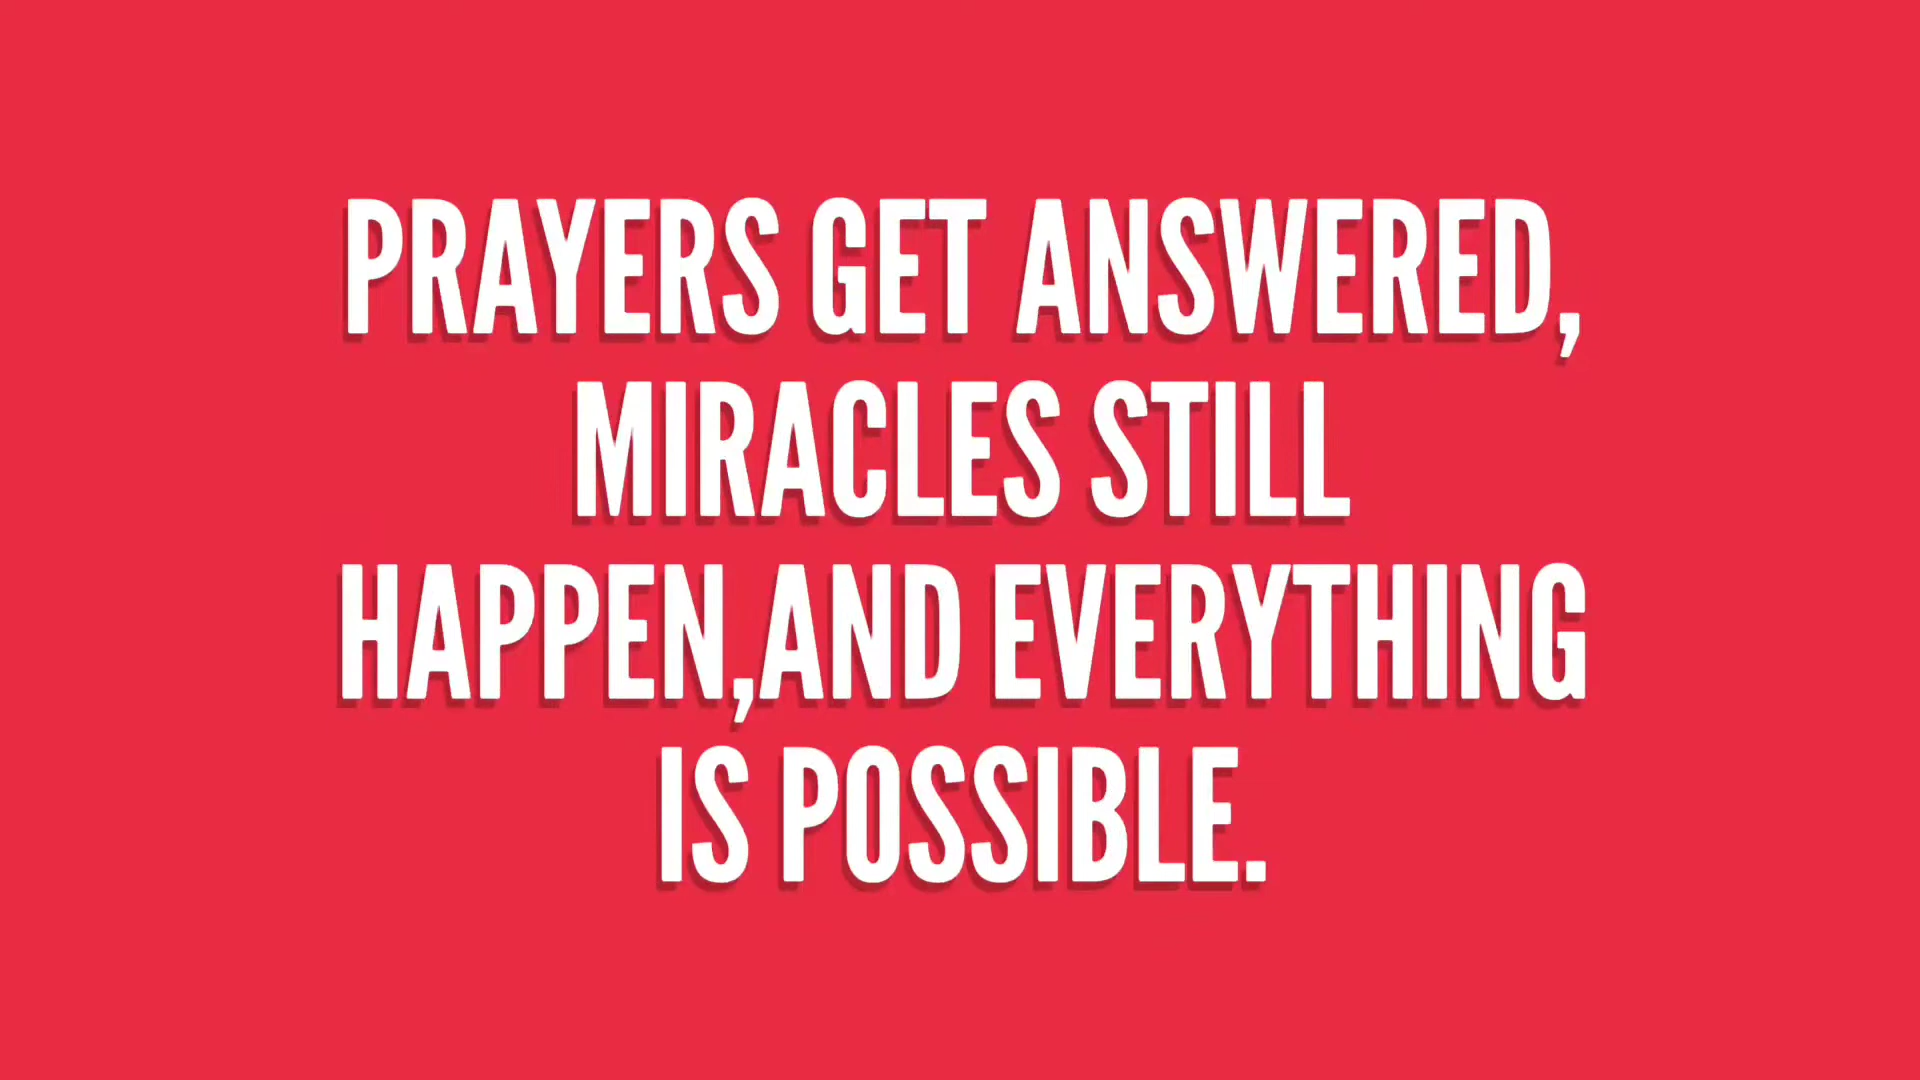 PRAYERS GET ANSWERED,
MIRACLES STILL
HAPPEN,AND EVERYTHING
IS POSSIBLE.